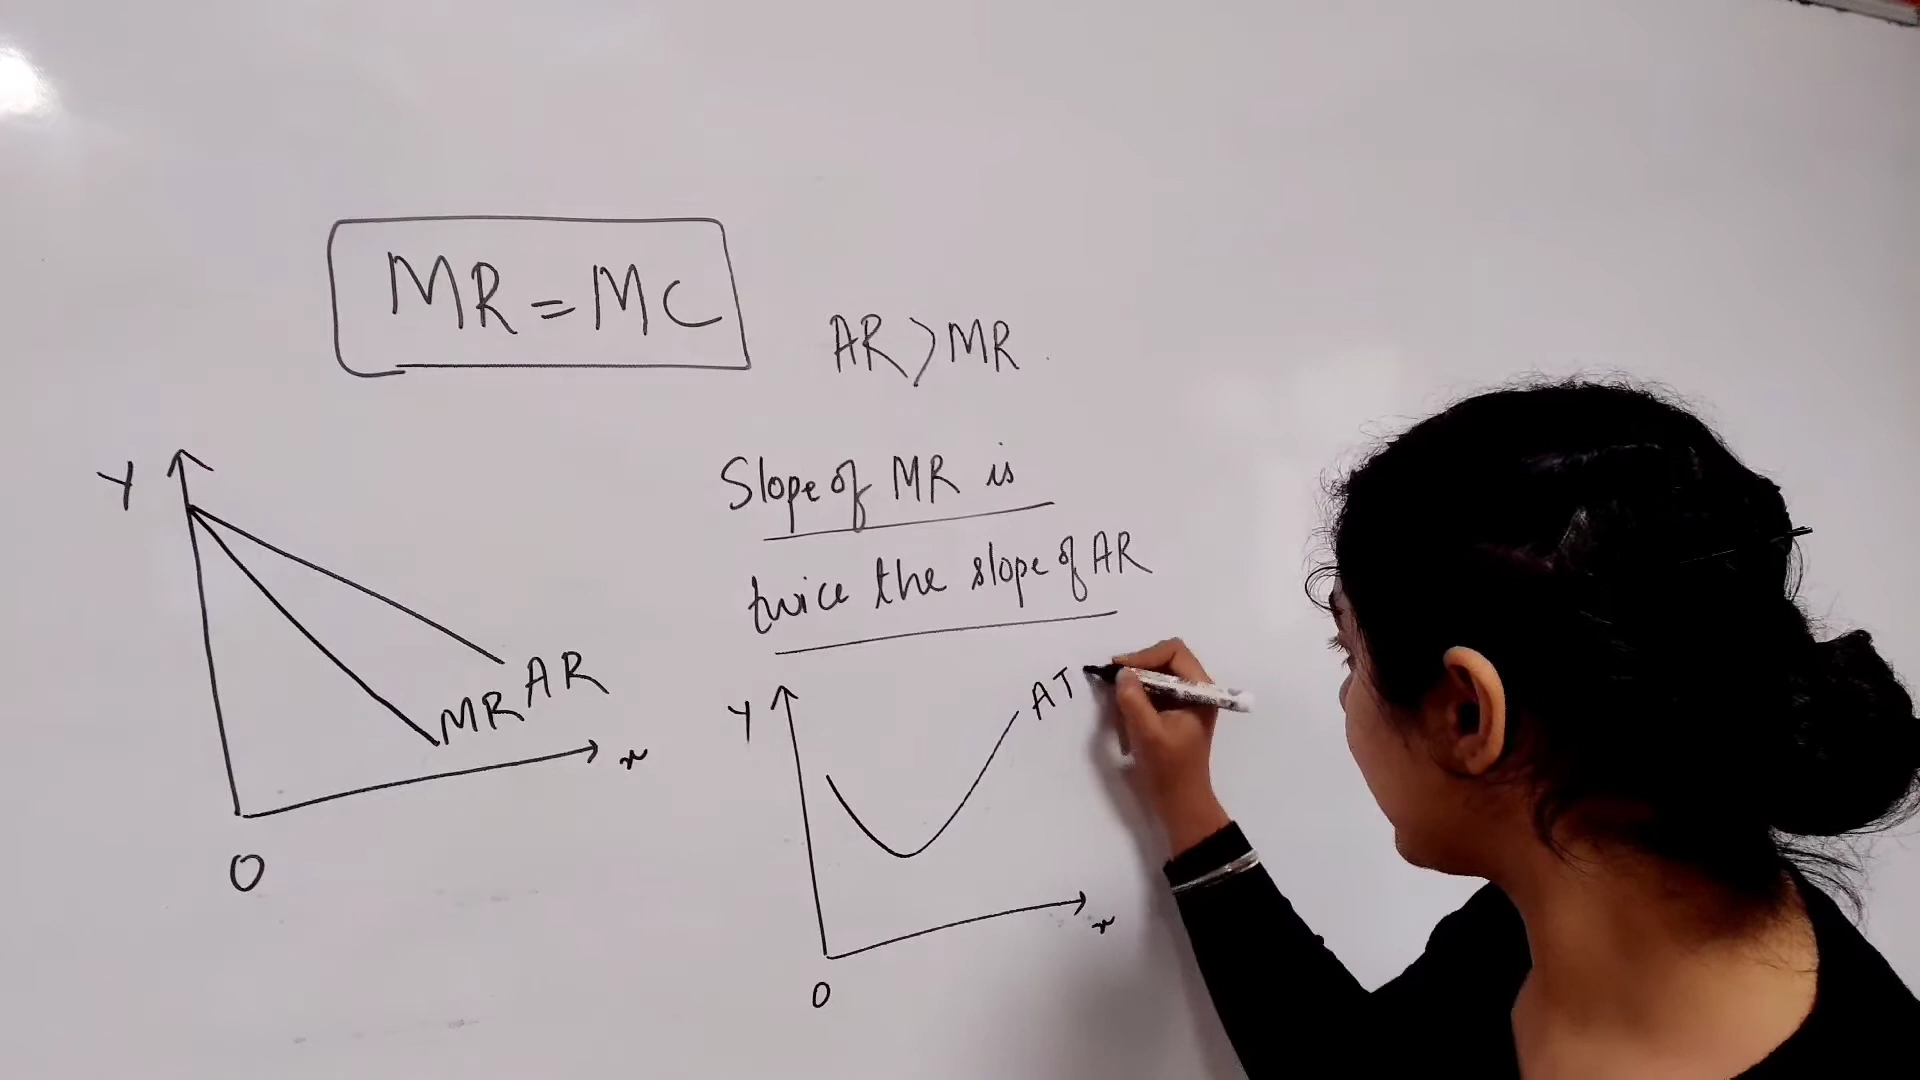 MR = MC
AR > MR
Slope of MR is
twice the slope of AR
Y
AR
MR
x
O
Y
AT
x
O